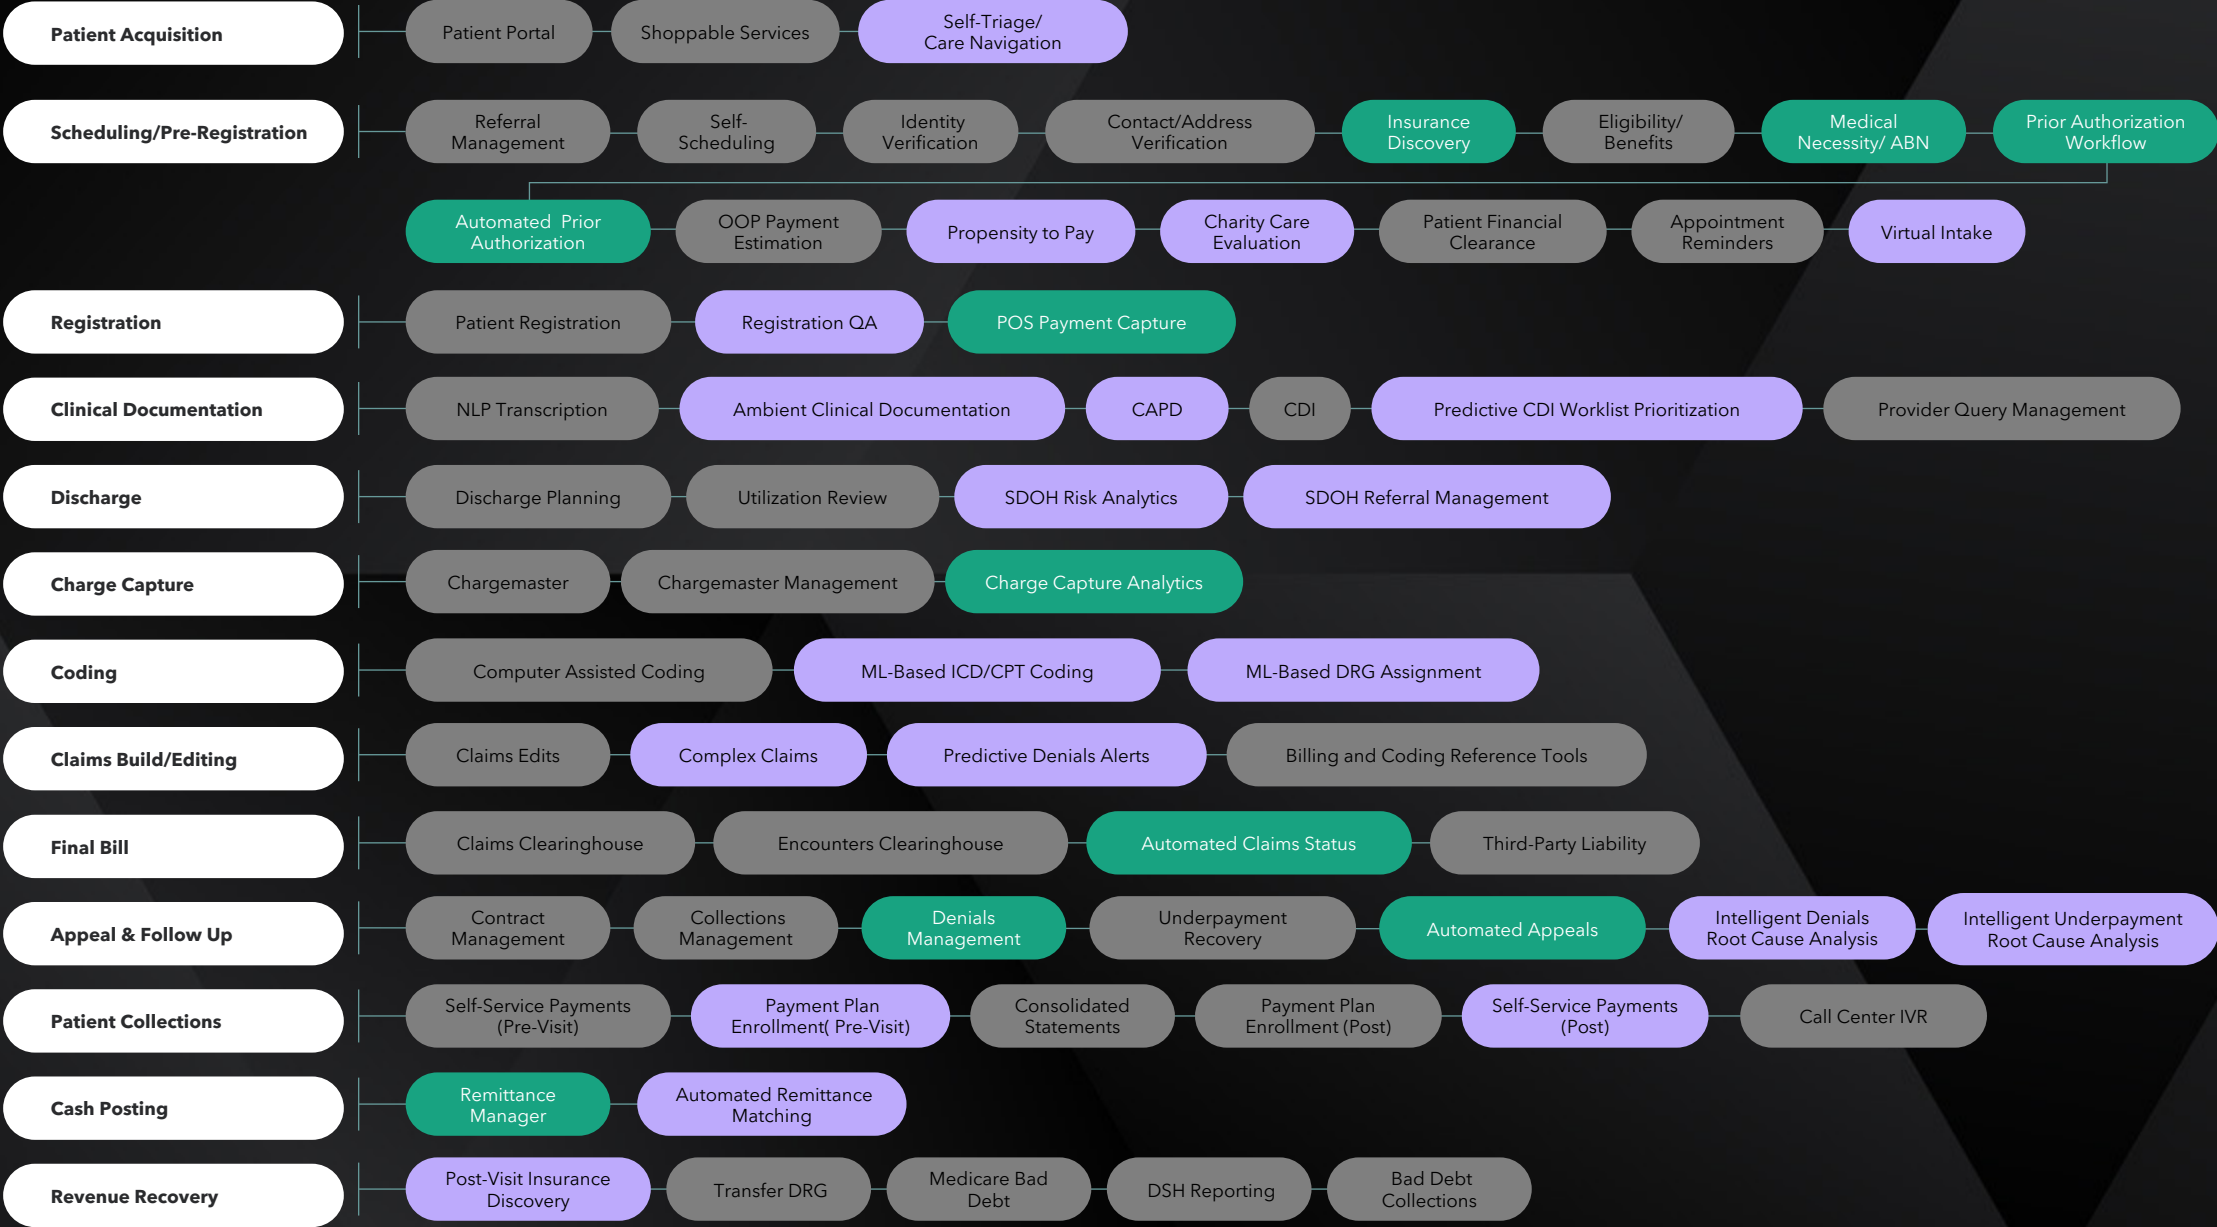 Patient Acquisition
Patient Portal
Shoppable Services
Self-Triage/
Care Navigation
Scheduling/Pre-Registration
Referral
Management
Self-
Scheduling
Identity
Verification
Contact/Address
Verification
Insurance
Discovery
Eligibility/
Benefits
Medical
Necessity/ ABN
Prior Authorization
Workflow
Automated  Prior
Authorization
OOP Payment
Estimation
Propensity to Pay
Charity Care
Evaluation
Patient Financial
Clearance
Appointment
Reminders
Virtual Intake
Registration
Patient Registration
Registration QA
POS Payment Capture
Clinical Documentation
NLP Transcription
Ambient Clinical Documentation
CAPD
CDI
Predictive CDI Worklist Prioritization
Provider Query Management
Discharge
Discharge Planning
Utilization Review
SDOH Risk Analytics
SDOH Referral Management
Charge Capture
Chargemaster
Chargemaster Management
Charge Capture Analytics
Coding
Computer Assisted Coding
ML-Based ICD/CPT Coding
ML-Based DRG Assignment
Claims Build/Editing
Claims Edits
Complex Claims
Predictive Denials Alerts
Billing and Coding Reference Tools
Final Bill
Claims Clearinghouse
Encounters Clearinghouse
Automated Claims Status
Third-Party Liability
Appeal & Follow Up
Contract
Management
Collections
Management
Denials
Management
Underpayment
Recovery
Automated Appeals
Intelligent Denials
Root Cause Analysis
Intelligent Underpayment
Root Cause Analysis
Patient Collections
Self-Service Payments
(Pre-Visit)
Payment Plan
Enrollment( Pre-Visit)
Consolidated
Statements
Payment Plan
Enrollment (Post)
Self-Service Payments
(Post)
Call Center IVR
Cash Posting
Remittance
Manager
Automated Remittance
Matching
Revenue Recovery
Post-Visit Insurance
Discovery
Transfer DRG
Medicare Bad
Debt
DSH Reporting
Bad Debt
Collections